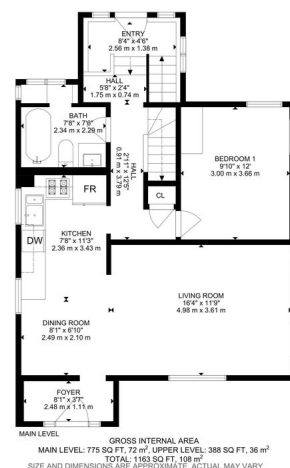 ENTRY
8'4" x 4'6"
2.56 m x 1.38 m
HALL
5'8" x 2'4"
1.75 m x 0.74 m
BATH
7'8" x 7'6"
2.34 m x 2.29 m
HALL
2'11" x 12'5"
0.91 m x 3.79 m
BEDROOM 1
9'10" x 12'
3.00 m x 3.66 m
CL
FR
DW
KITCHEN
7'8" x 11'3"
2.36 m x 3.43 m
LIVING ROOM
16'4" x 11'9"
4.98 m x 3.61 m
DINING ROOM
8'1" x 6'10"
2.49 m x 2.10 m
FOYER
8'1" x 3'7"
2.48 m x 1.11 m
MAIN LEVEL
GROSS INTERNAL AREA
MAIN LEVEL: 775 SQ FT, 72 m², UPPER LEVEL: 388 SQ FT, 36 m²
TOTAL: 1163 SQ FT, 108 m²
SIZE AND DIMENSIONS ARE APPROXIMATE, ACTUAL MAY VARY